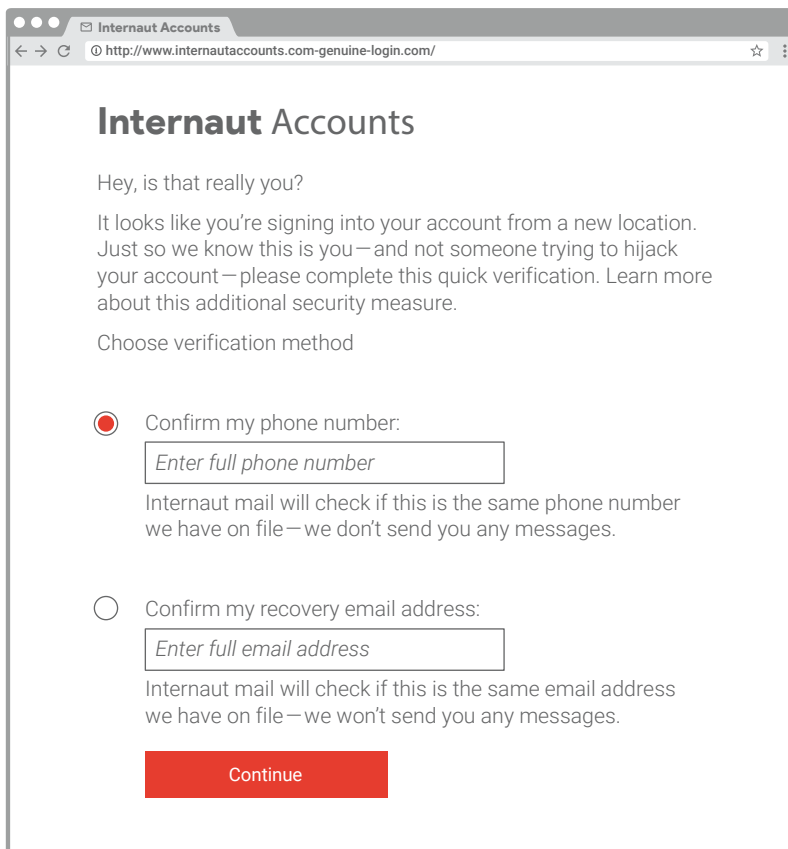 Internaut Accounts
http://www.internautaccounts.com-genuine-login.com/
Internaut Accounts
Hey, is that really you?
It looks like you’re signing into your account from a new location.
Just so we know this is you—and not someone trying to hijack
your account—please complete this quick verification. Learn more
about this additional security measure.
Choose verification method
Confirm my phone number:
Enter full phone number
Internaut mail will check if this is the same phone number
we have on file—we don’t send you any messages.
Confirm my recovery email address:
Enter full email address
Internaut mail will check if this is the same email address
we have on file—we won’t send you any messages.
Continue